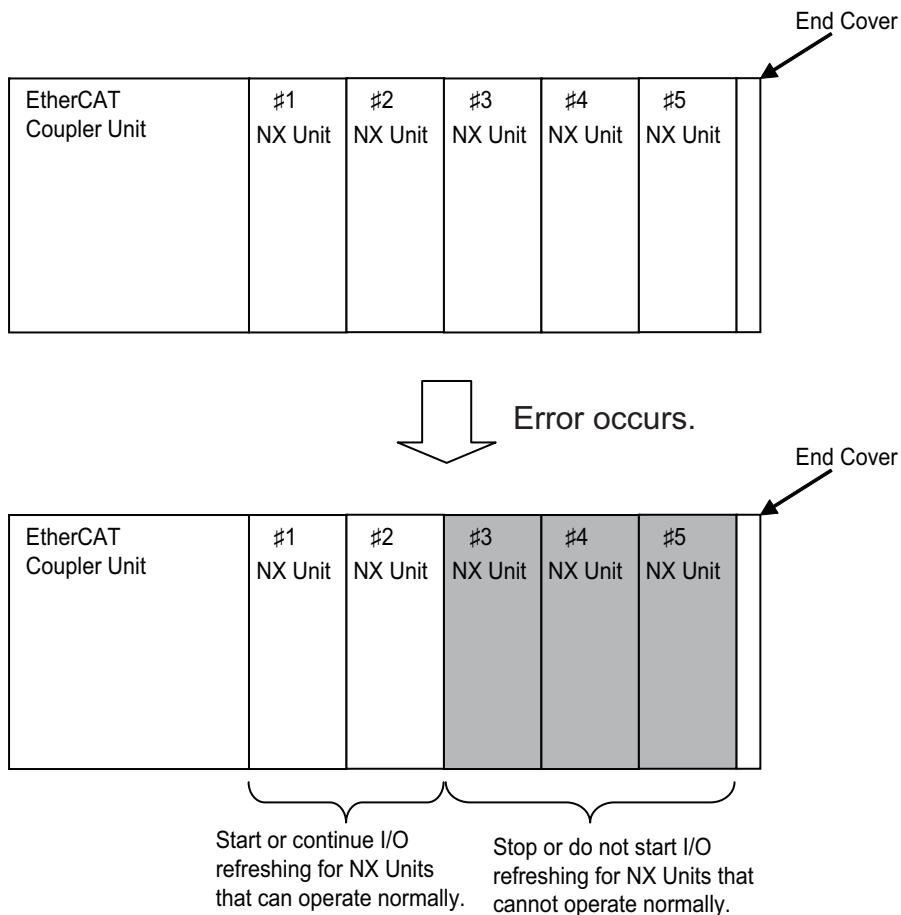 End Cover
EtherCAT
Coupler Unit
♯1
NX Unit
♯2
NX Unit
♯3
NX Unit
♯4
NX Unit
♯5
NX Unit
Error occurs.
End Cover
EtherCAT
Coupler Unit
♯1
NX Unit
♯2
NX Unit
♯3
NX Unit
♯4
NX Unit
♯5
NX Unit
Start or continue I/O
refreshing for NX Units
that can operate normally.
Stop or do not start I/O
refreshing for NX Units that
cannot operate normally.